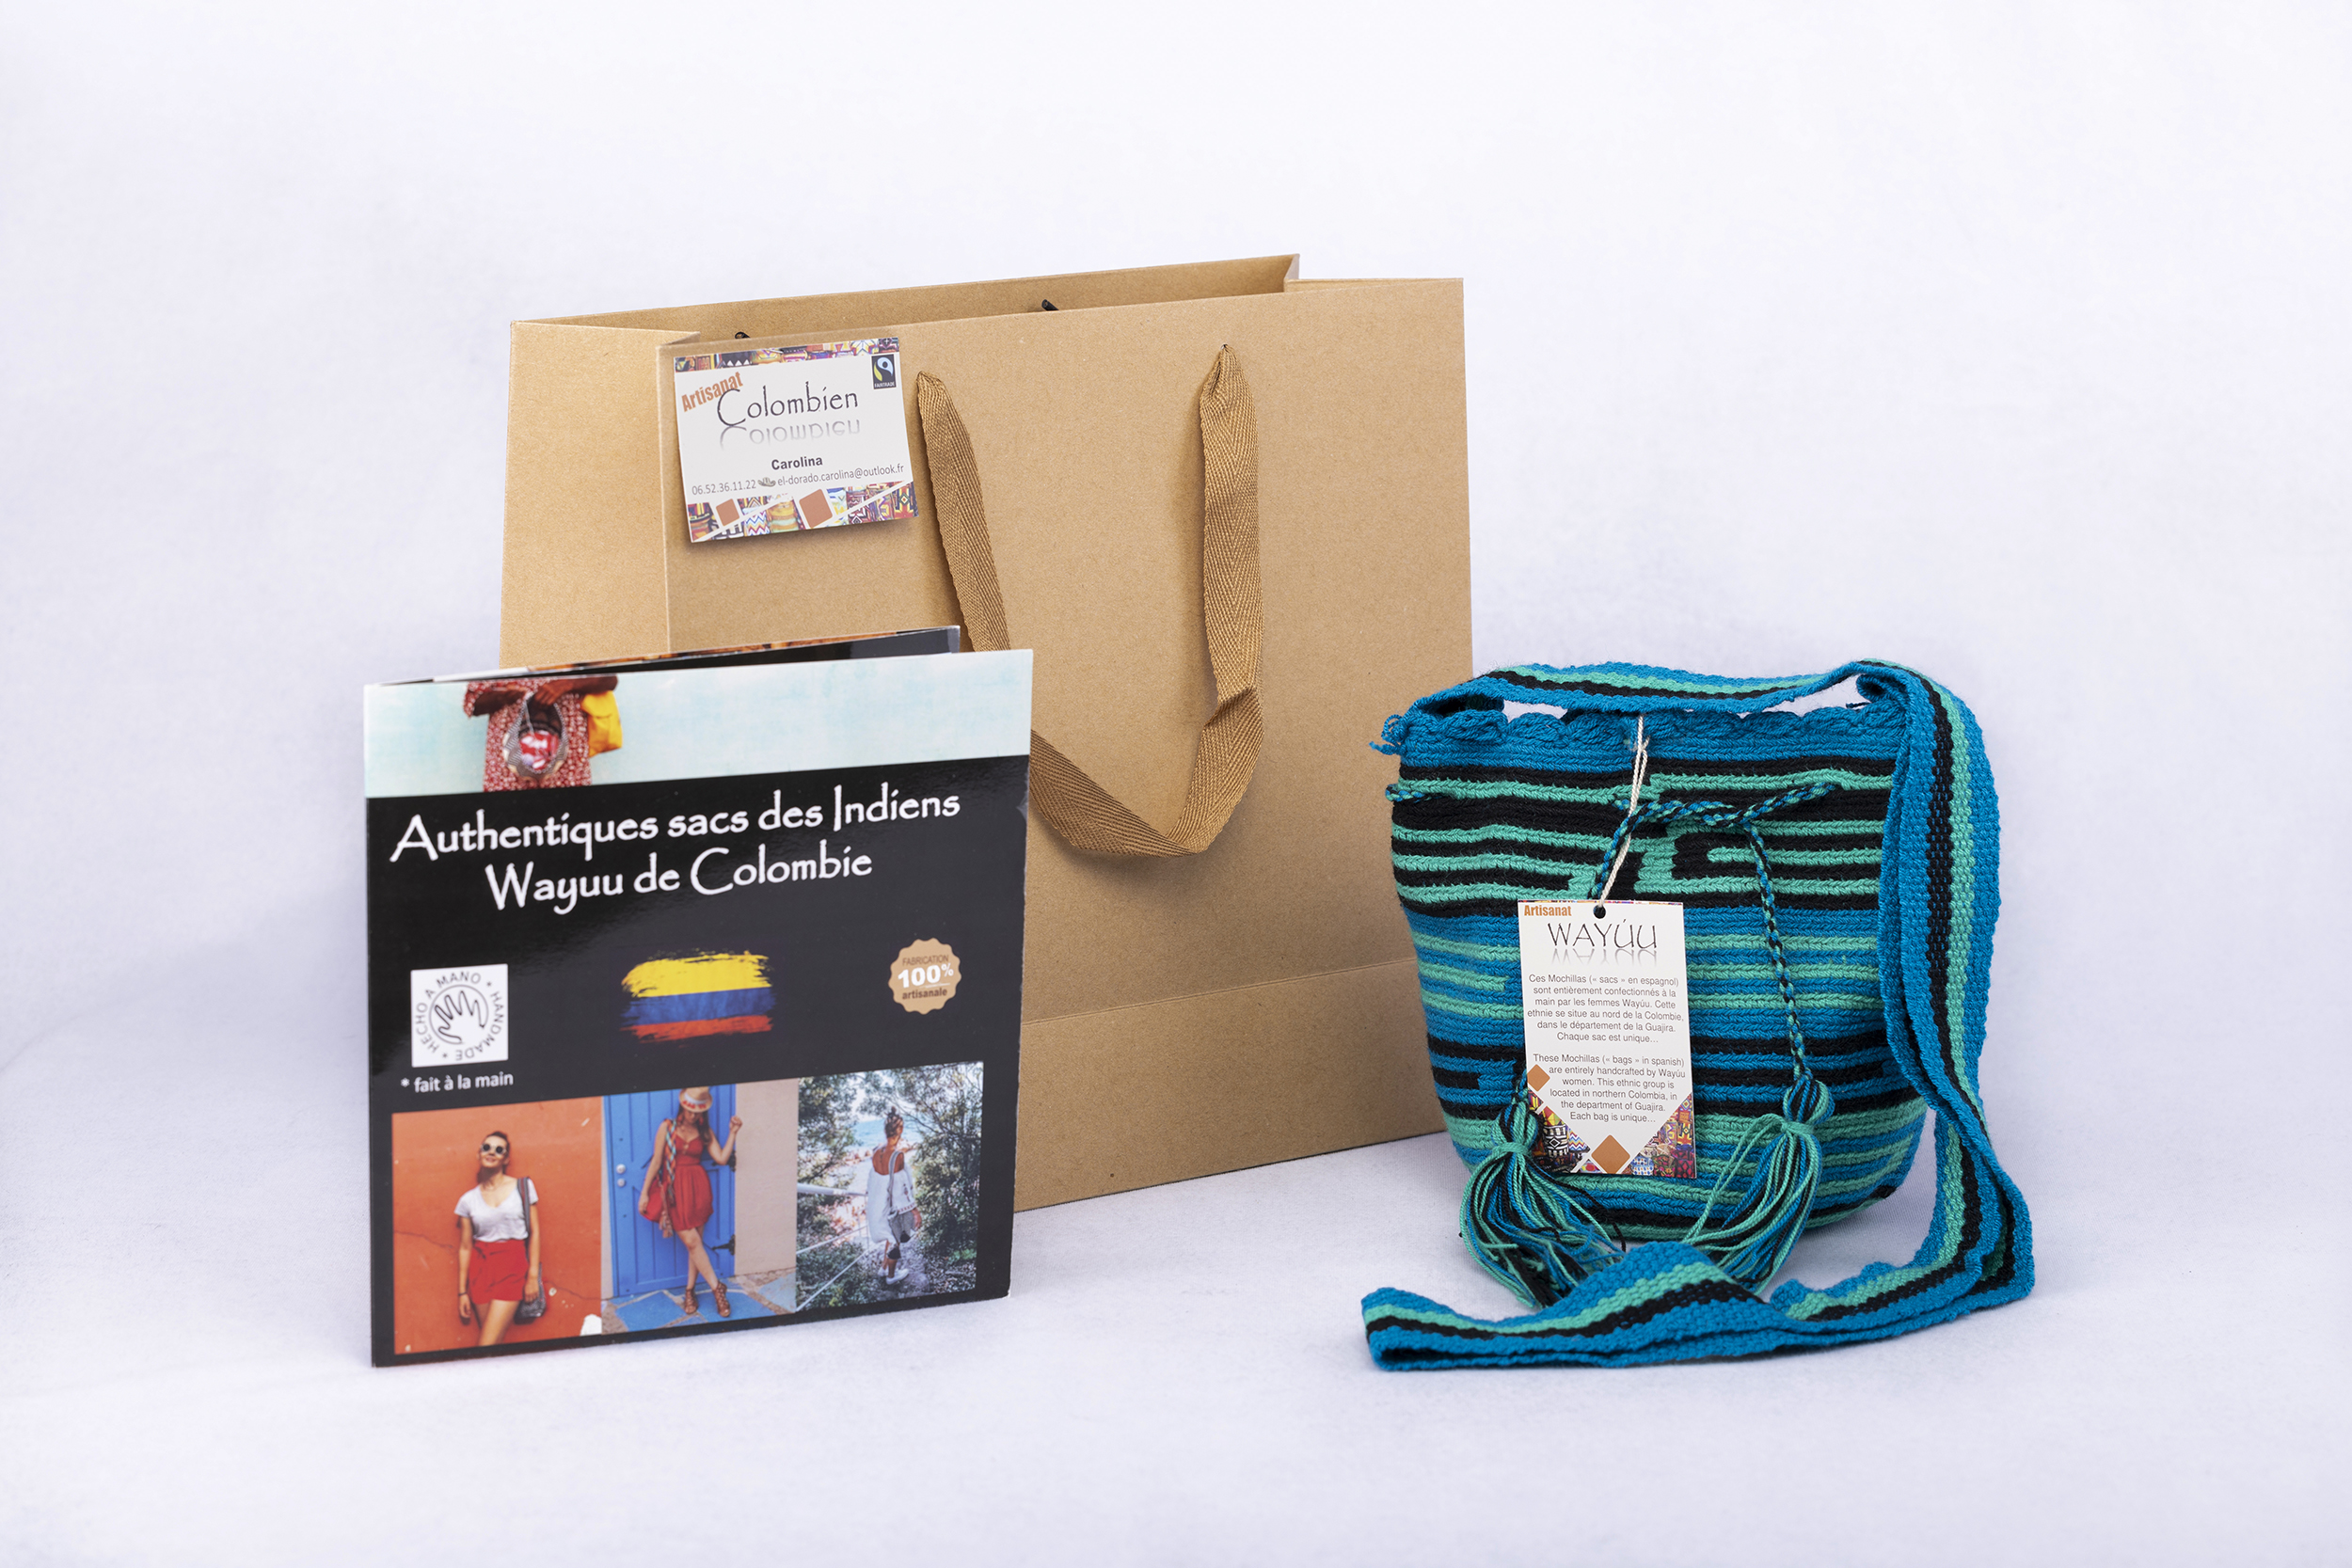 Artisanat
Colombien
FAIRTRADE
Carolina
06.52.36.11.22 el-dorado.carolina@outlook.fr
Authentiques sacs des Indiens
Wayuu de Colombie
HECHO A MANO • HANDMADE •
* fait à la main
FABRICATION
100%
artisanale
Artisanat
WAYÚU
Ces Mochillas (= sacs = en espagnol)
sont entièrement confectionnés à la
main par les femmes Wayúu. Cette
ethnie se situe au nord de la Colombie,
dans le département de la Guajira.
Chaque sac est unique...
These Mochillas (= bags = in spanish)
are entirely handcrafted by Wayúu
women. This ethnic group is
located in northern Colombia, in
the department of Guajira.
Each bag is unique...